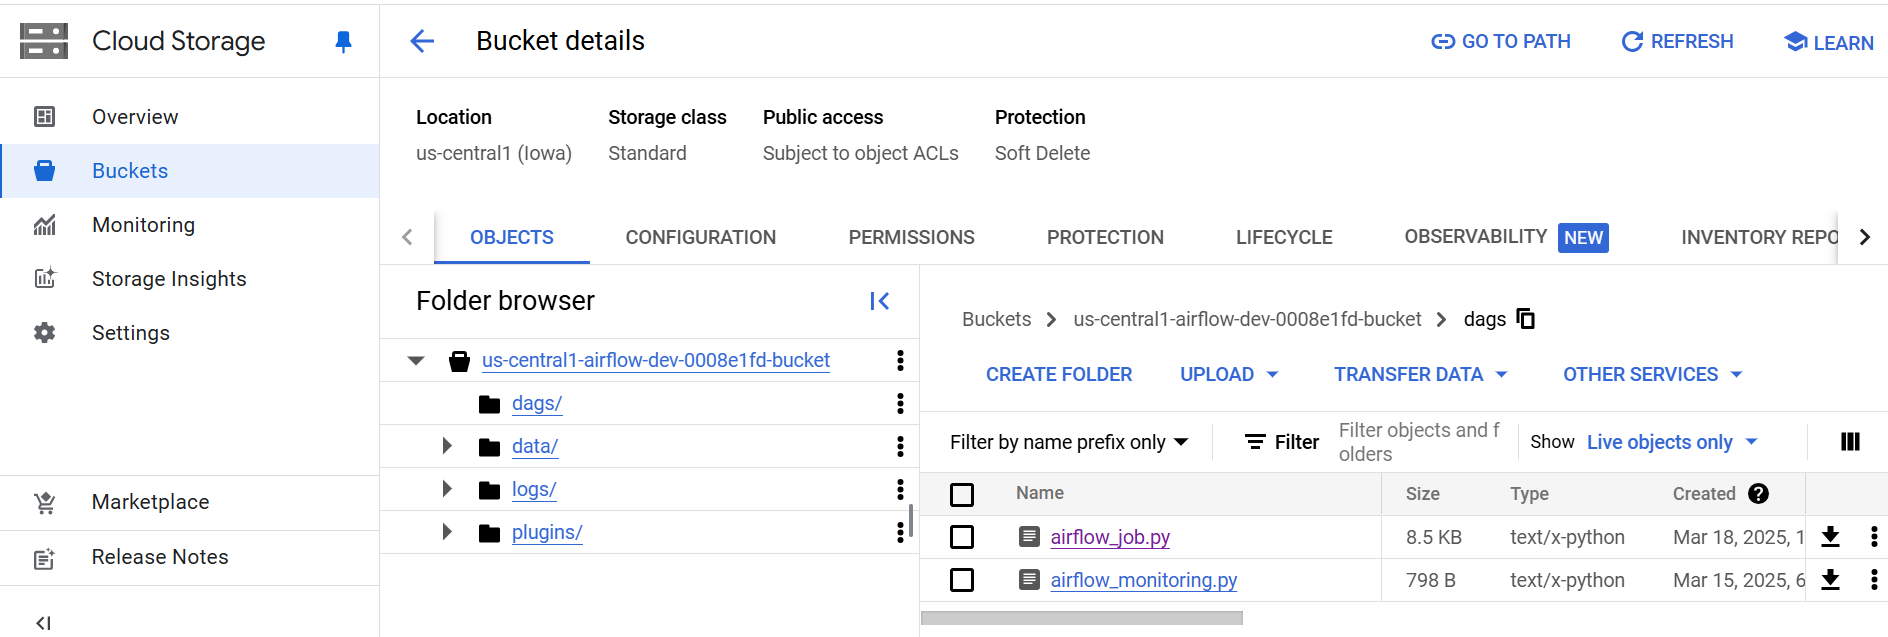 Cloud Storage
Bucket details
GO TO PATH
REFRESH
LEARN
Overview
Buckets
Monitoring
Storage Insights
Settings
Marketplace
Release Notes
Location
us-central1 (Iowa)
Storage class
Standard
Public access
Subject to object ACLs
Protection
Soft Delete
OBJECTS
CONFIGURATION
PERMISSIONS
PROTECTION
LIFECYCLE
OBSERVABILITY NEW
INVENTORY REPO
Folder browser
us-central1-airflow-dev-0008e1fd-bucket
dags/
data/
logs/
plugins/
Buckets > us-central1-airflow-dev-0008e1fd-bucket > dags
CREATE FOLDER
UPLOAD
TRANSFER DATA
OTHER SERVICES
Filter by name prefix only
Filter
Filter objects and f
olders
Show
Live objects only
Name Size Type Created
airflow_job.py 8.5 KB text/x-python Mar 18, 2025, 1
airflow_monitoring.py 798 B text/x-python Mar 15, 2025, 6